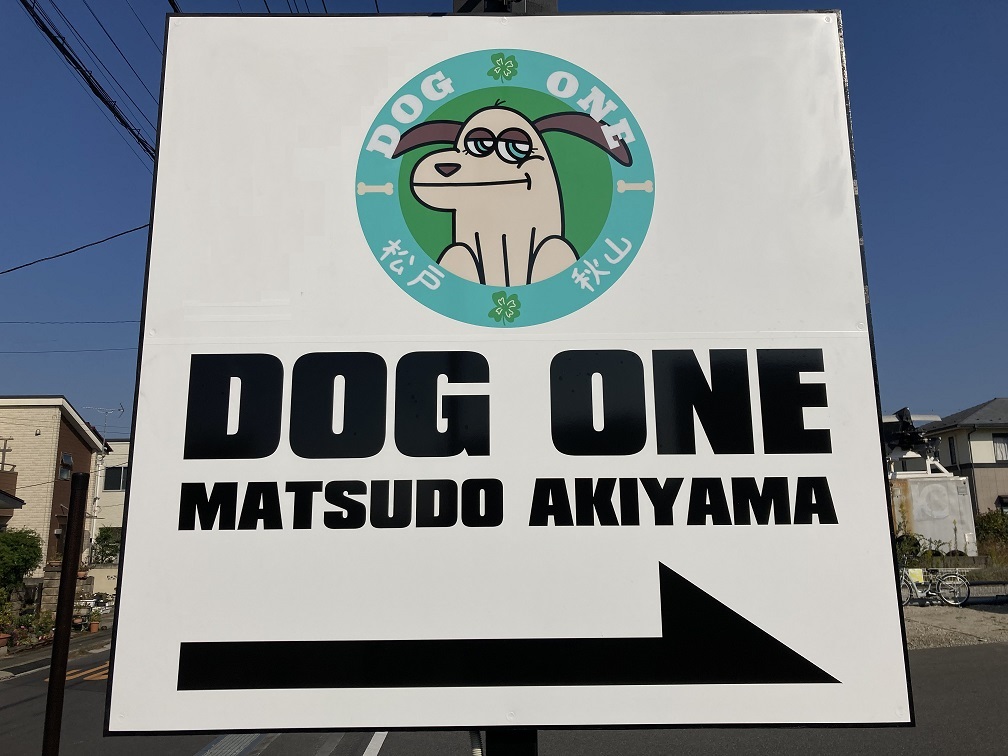 DOG ONE
松戸 秋山
DOG ONE
MATSUDO AKIYAMA